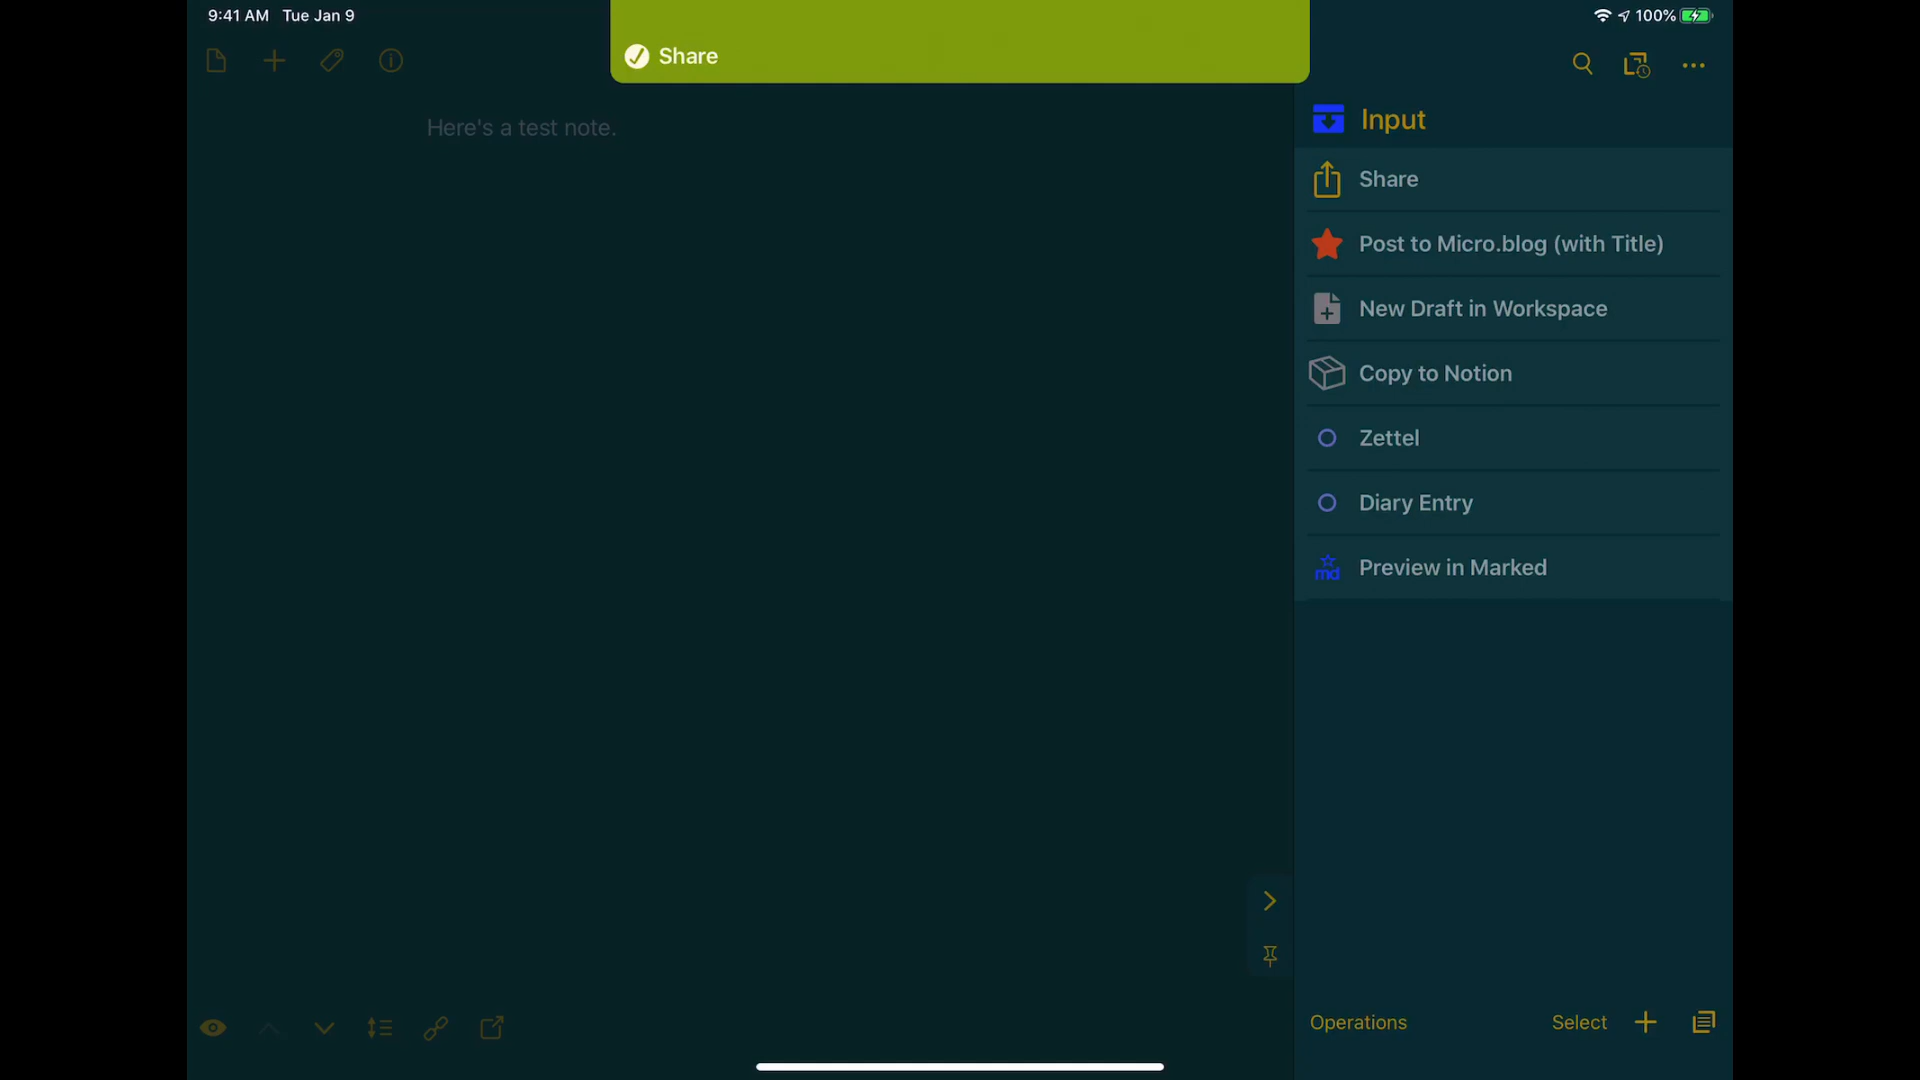 9:41 AM Tue Jan 9
100%
Share
Here's a test note.
Input
Share
Post to Micro.blog (with Title)
New Draft in Workspace
Copy to Notion
Zettel
Diary Entry
md
Preview in Marked
Operations
Select